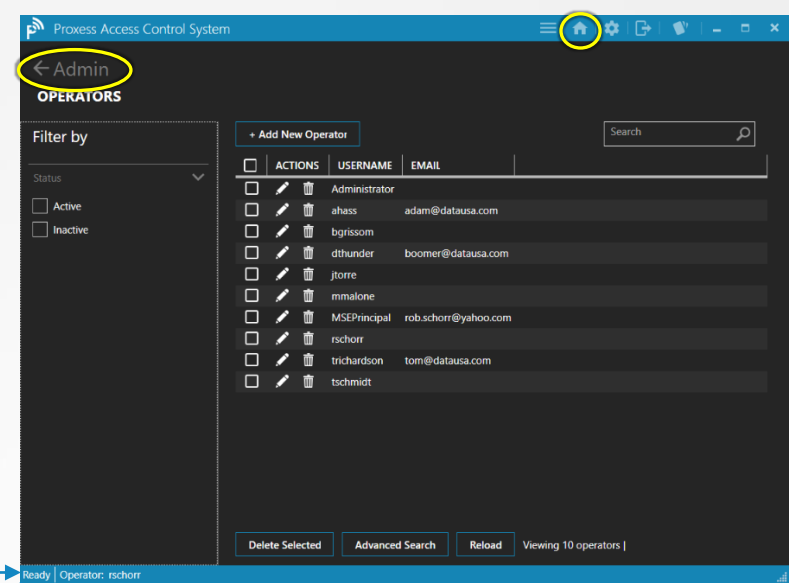 Proxess Access Control System
Admin
OPERATORS
Filter by
Status
Active
Inactive
+ Add New Operator
Search
ACTIONS USERNAME EMAIL
Administrator
ahass adam@datausa.com
bgrissom
dthunder boomer@datausa.com
jtorre
mmalone
MSEPrincipal rob.schorr@yahoo.com
rschorr
trichardson tom@datausa.com
tschmidt
Delete Selected Advanced Search Reload Viewing 10 operators |
Ready Operator: rschorr